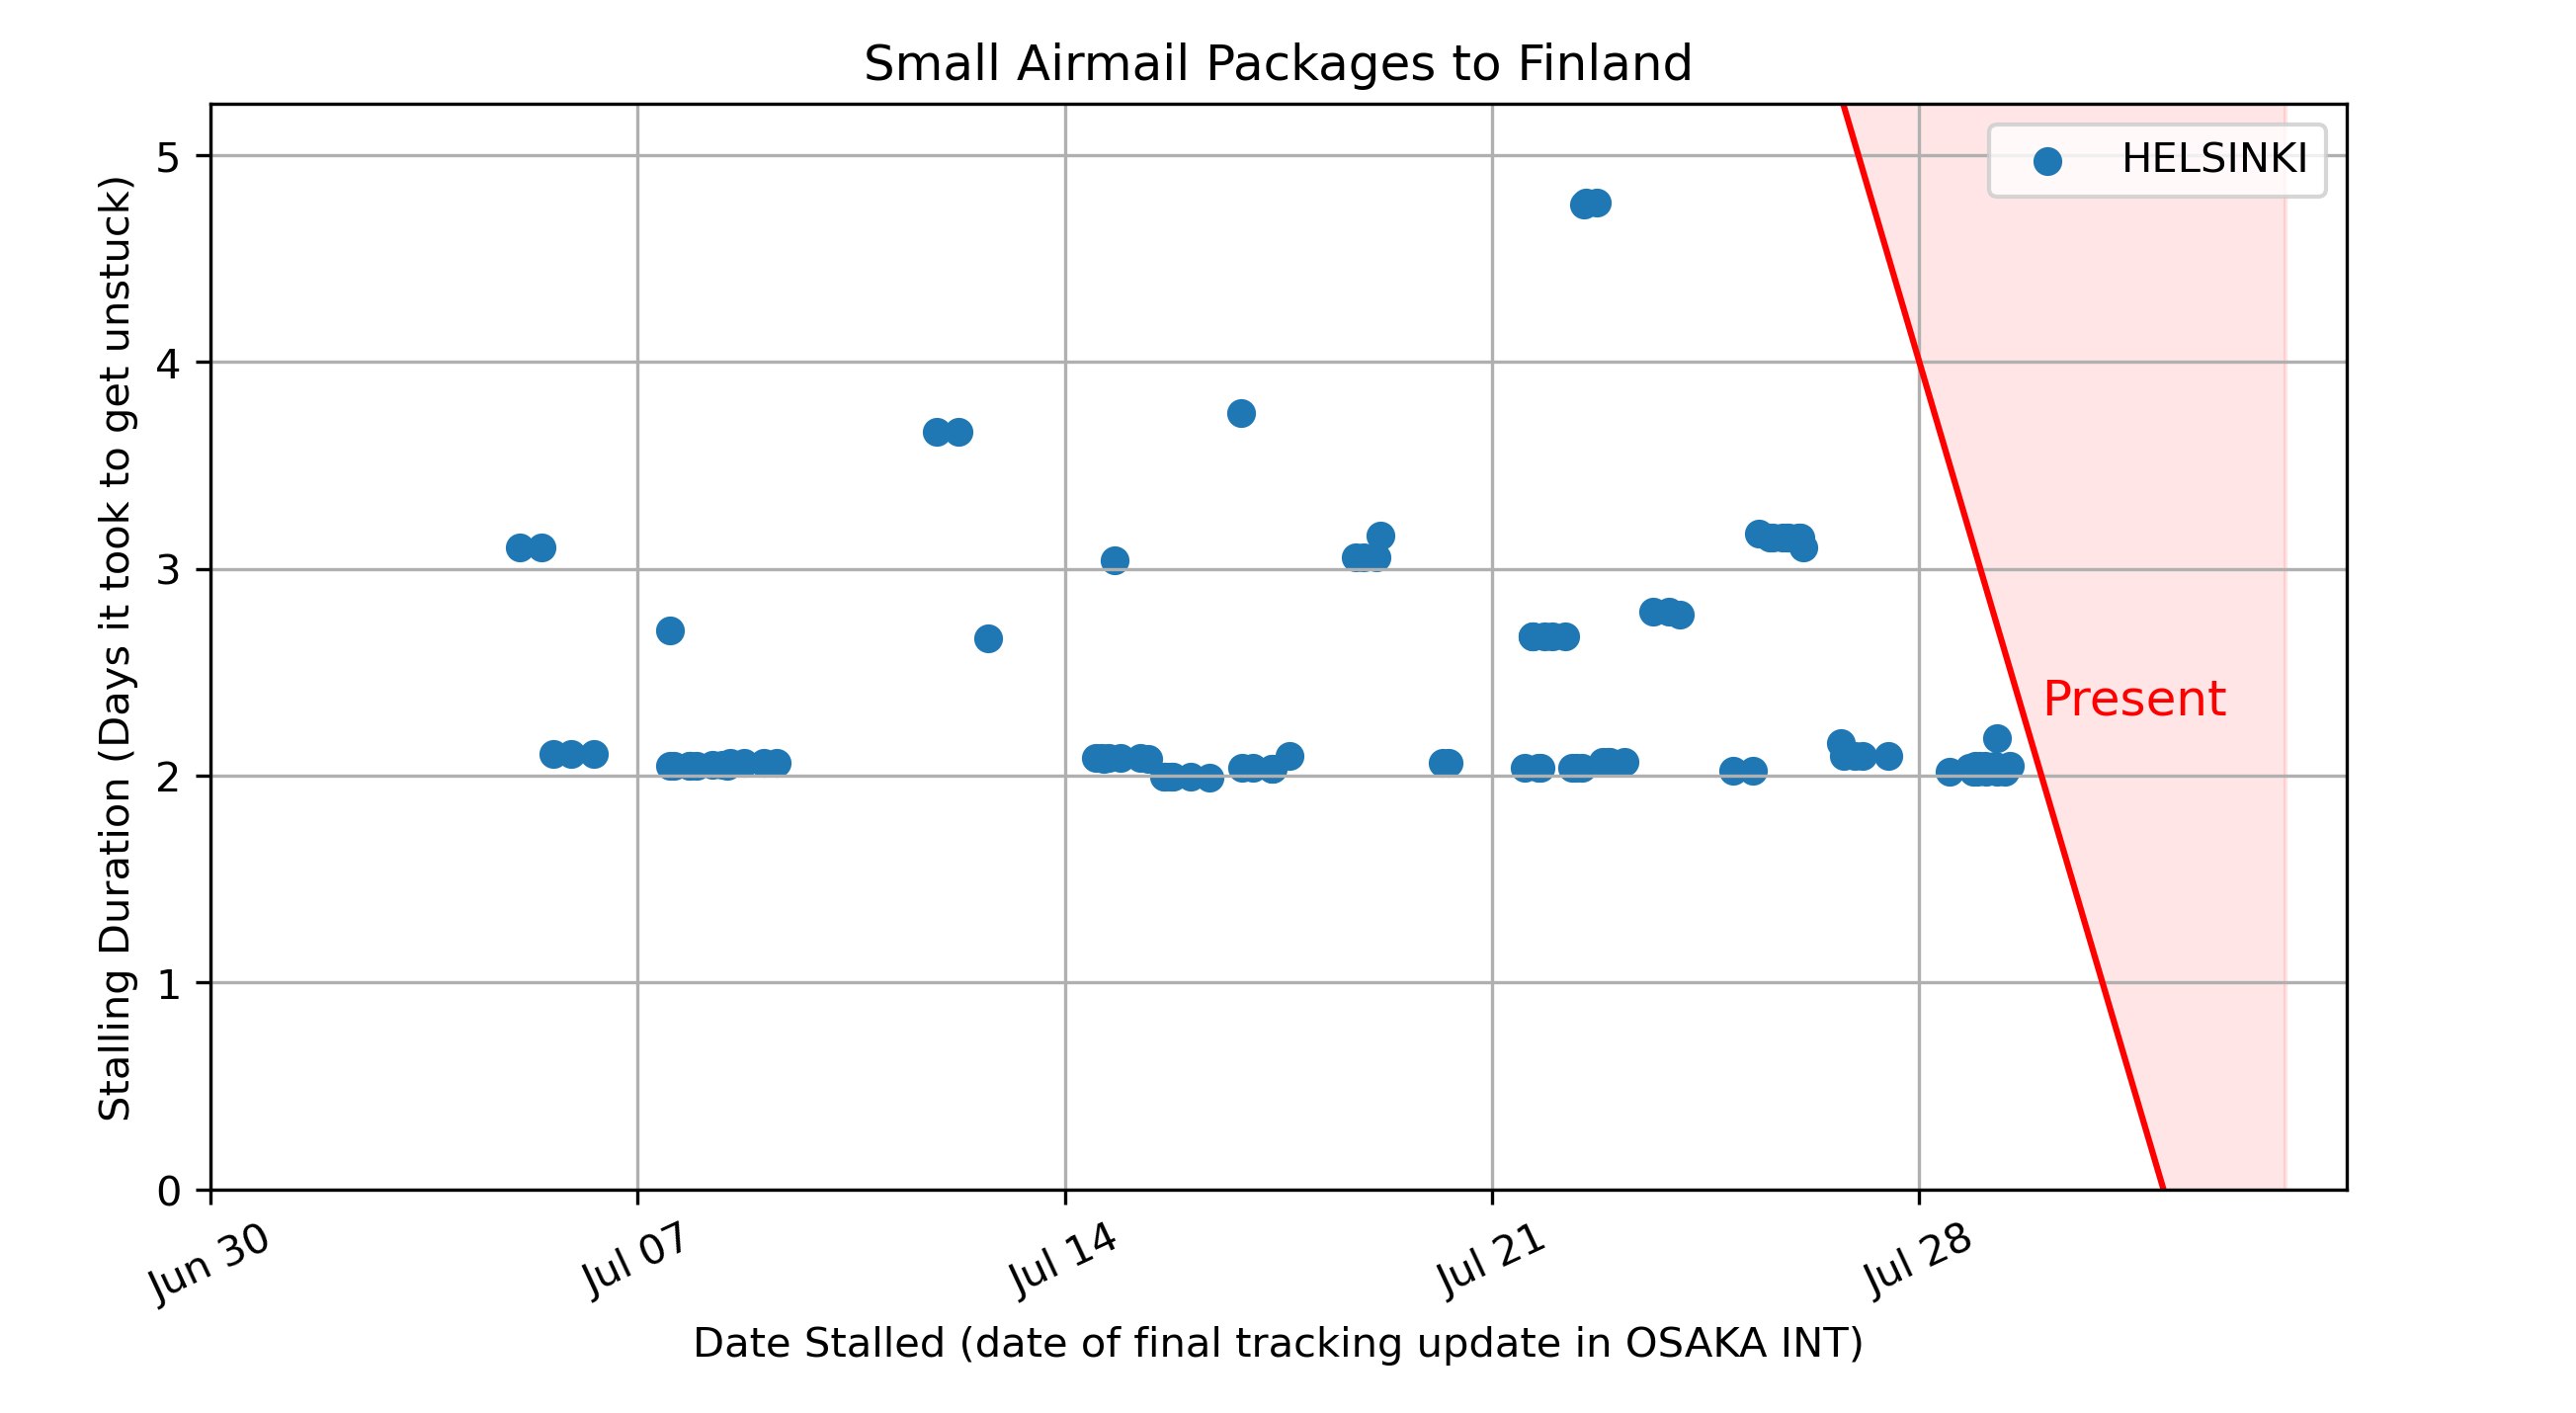 Small Airmail Packages to Finland
HELSINKI
Stalling Duration (Days it took to get unstuck)
5
4
3
2
1
0
Present
Jun 30
Jul 07
Jul 14
Jul 21
Jul 28
Date Stalled (date of final tracking update in OSAKA INT)